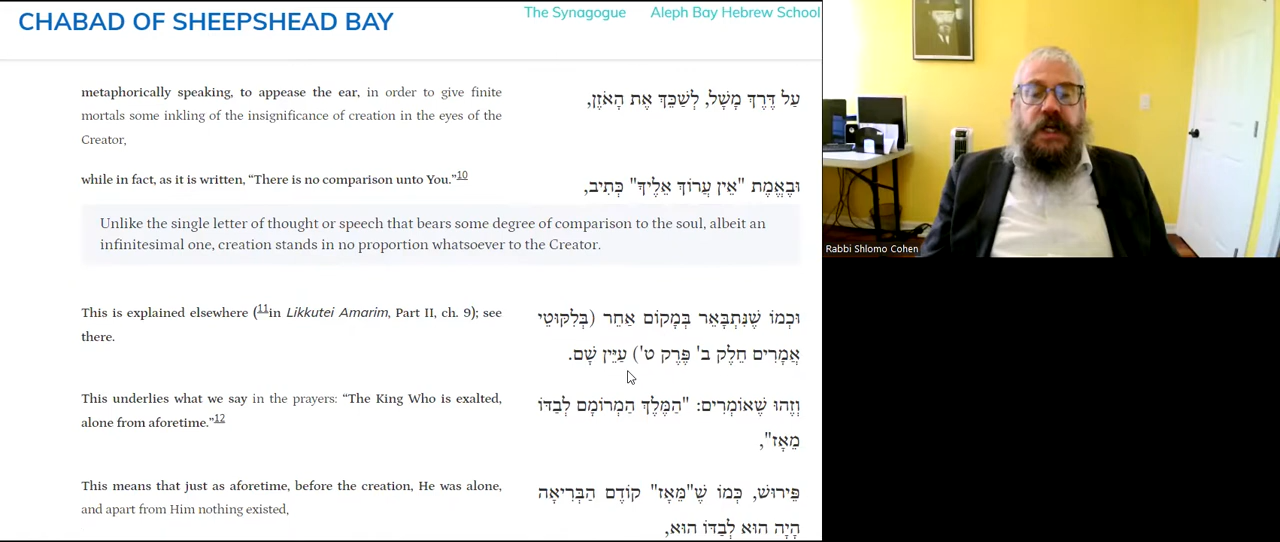 CHABAD OF SHEEPSHEAD BAY
The Synagogue Aleph Bay Hebrew School
metaphorically speaking, to appease the ear, in order to give finite
mortals some inkling of the insignificance of creation in the eyes of the
Creator,
עַל דֶּרֶךְ מָשָׁל, לְשַׁכֵּךְ אֶת הָאֹזֶן,
while in fact, as it is written, “There is no comparison unto You.”10
וּבֶאֱמֶת "אֵין עֲרוֹךְ אֵלֶיךָ" כְּתִיב,
Unlike the single letter of thought or speech that bears some degree of comparison to the soul, albeit an
infinitesimal one, creation stands in no proportion whatsoever to the Creator.
This is explained elsewhere (11in Likkutei Amarim, Part II, ch. 9); see
there.
וּכְמוֹ שֶׁנִּתְבָּאֵר בְּמָקוֹם אַחֵר (בְּלִקּוּטֵי
אֲמָרִים חֵלֶק ב' פֶּרֶק ט') עַיֵּין שָׁם.
This underlies what we say in the prayers: “The King Who is exalted,
alone from aforetime.”12
וְזֶהוּ שֶׁאוֹמְרִים: "הַמֶּלֶךְ הַמְרוֹמָם לְבַדּוֹ
מֵאָז",
This means that just as aforetime, before the creation, He was alone,
and apart from Him nothing existed,
פֵּירוּשׁ, כְּמוֹ שֶׁ"מֵּאָז" קוֹדֶם הַבְּרִיאָה
הָיָה הוּא לְבַדּוֹ הוּא,
Rabbi Shlomo Cohen